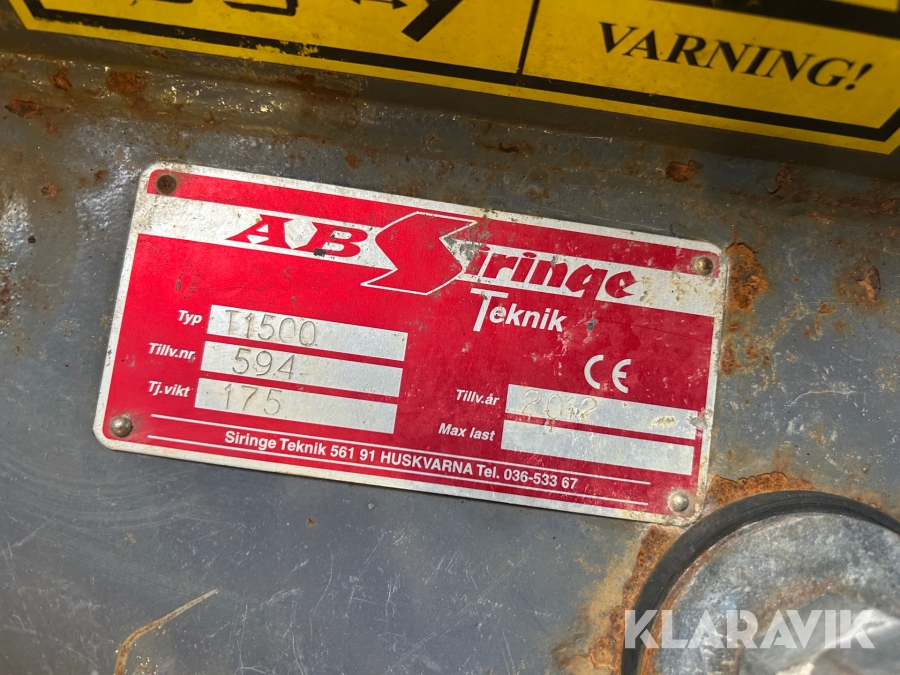 VARNING!
AB Siringe
Teknik
Typ T1500
Tillv.nr. 594
Tj.vikt 175
Tillv.år 2012
Max last
Siringe Teknik 561 91 HUSKVARNA Tel. 036-533 67
CE
KLARAVIK